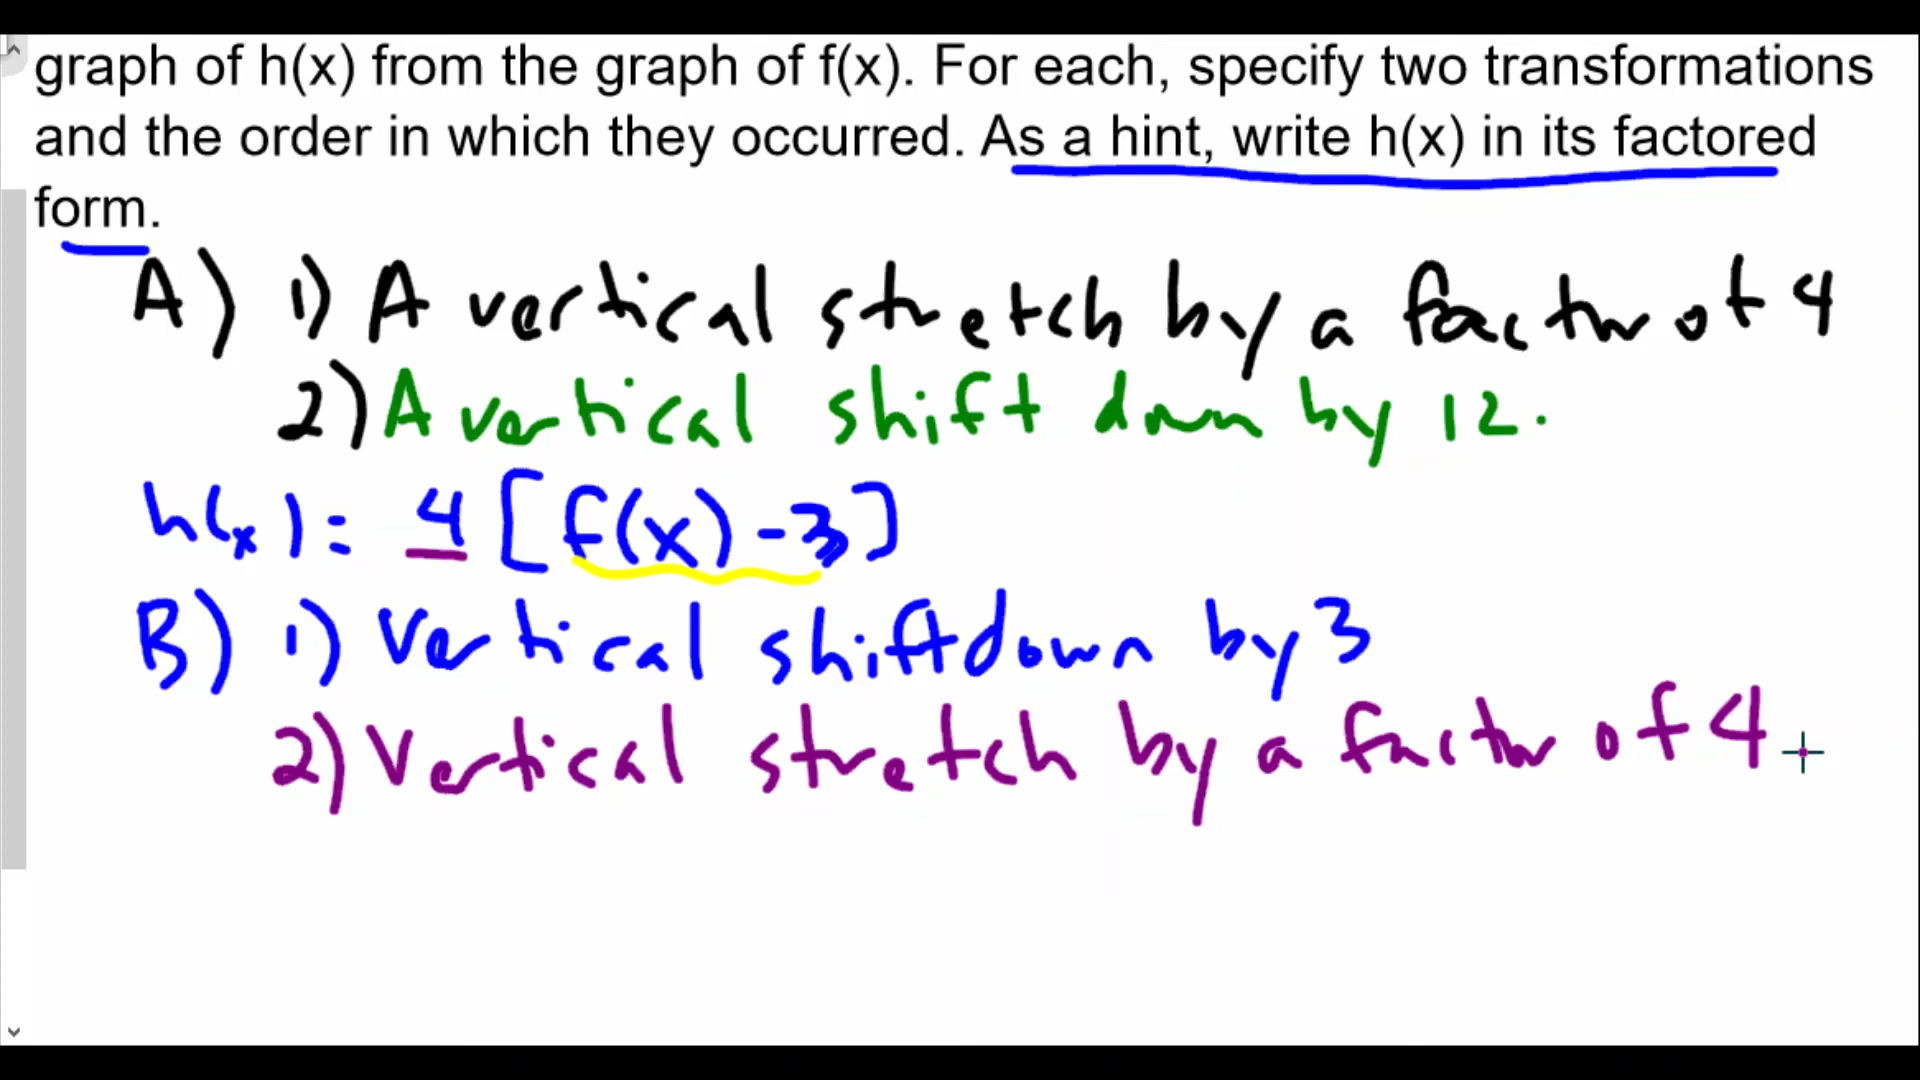 graph of h(x) from the graph of f(x). For each, specify two transformations
and the order in which they occurred. As a hint, write h(x) in its factored
form.
A) 1) A vertical stretch by a factor of 4
2) A vertical shift down by 12.
h(x) = 4 [f(x) - 3]
B) 1) Vertical shift down by 3
2) Vertical stretch by a factor of 4